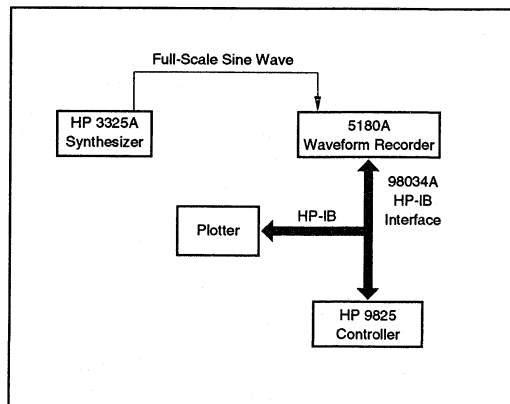 Full-Scale Sine Wave
HP 3325A
Synthesizer
5180A
Waveform Recorder
98034A
HP-IB
Interface
HP-IB
Plotter
HP 9825
Controller